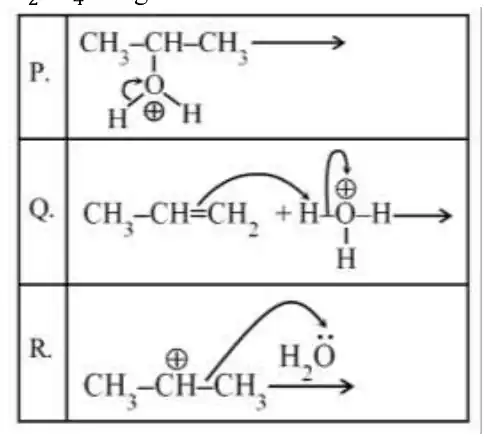 P.
CH₃–CH–CH₃ ⟶
O
H ⊕ H
Q.
⊕
CH₃–CH=CH₂ + H–O–H ⟶
H
R.
⊕ H₂Ö
CH₃–CH–CH₃ ⟶